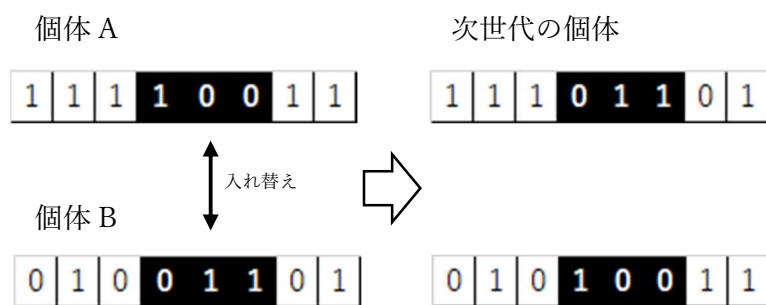 個体 A
次世代の個体
1 1 1 1 0 0 1 1
1 1 1 0 1 1 0 1
入れ替え
個体 B
0 1 0 0 1 1 0 1
0 1 0 1 0 0 1 1